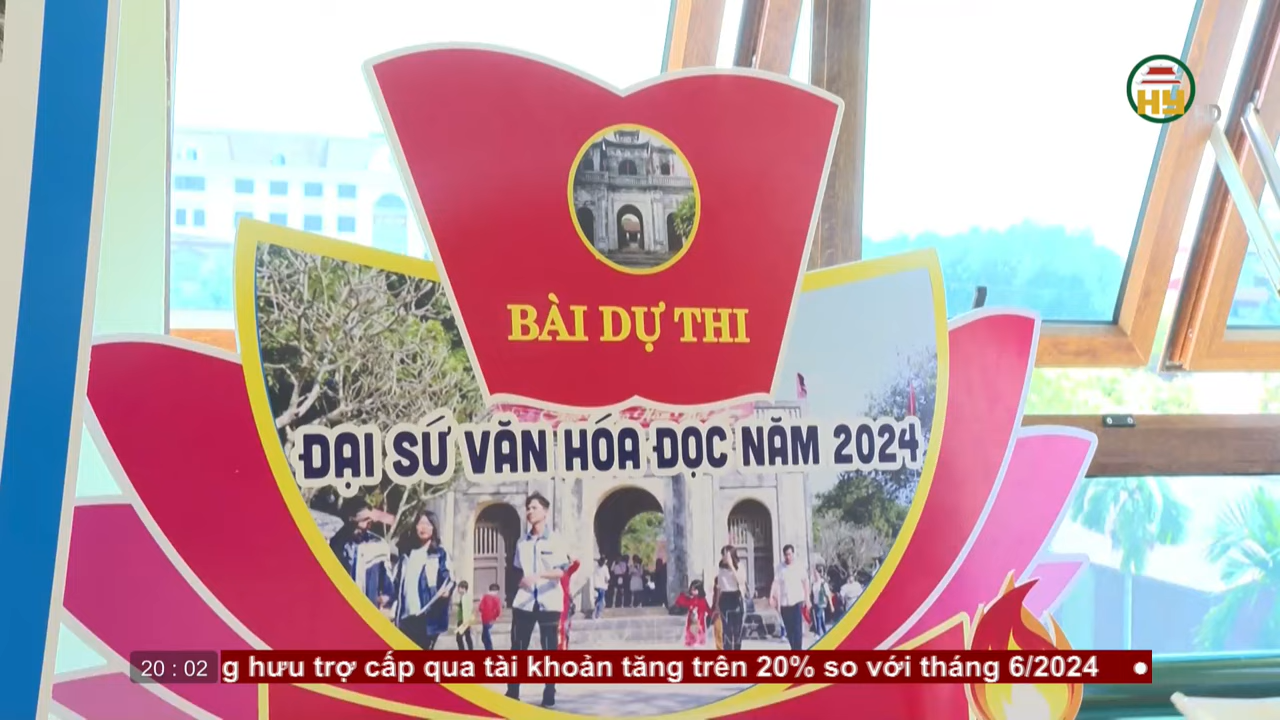 HY
BÀI DỰ THI
ĐẠI SỨ VĂN HÓA ĐỌC NĂM 2024
20 : 02
g hưu trợ cấp qua tài khoản tăng trên 20% so với tháng 6/2024